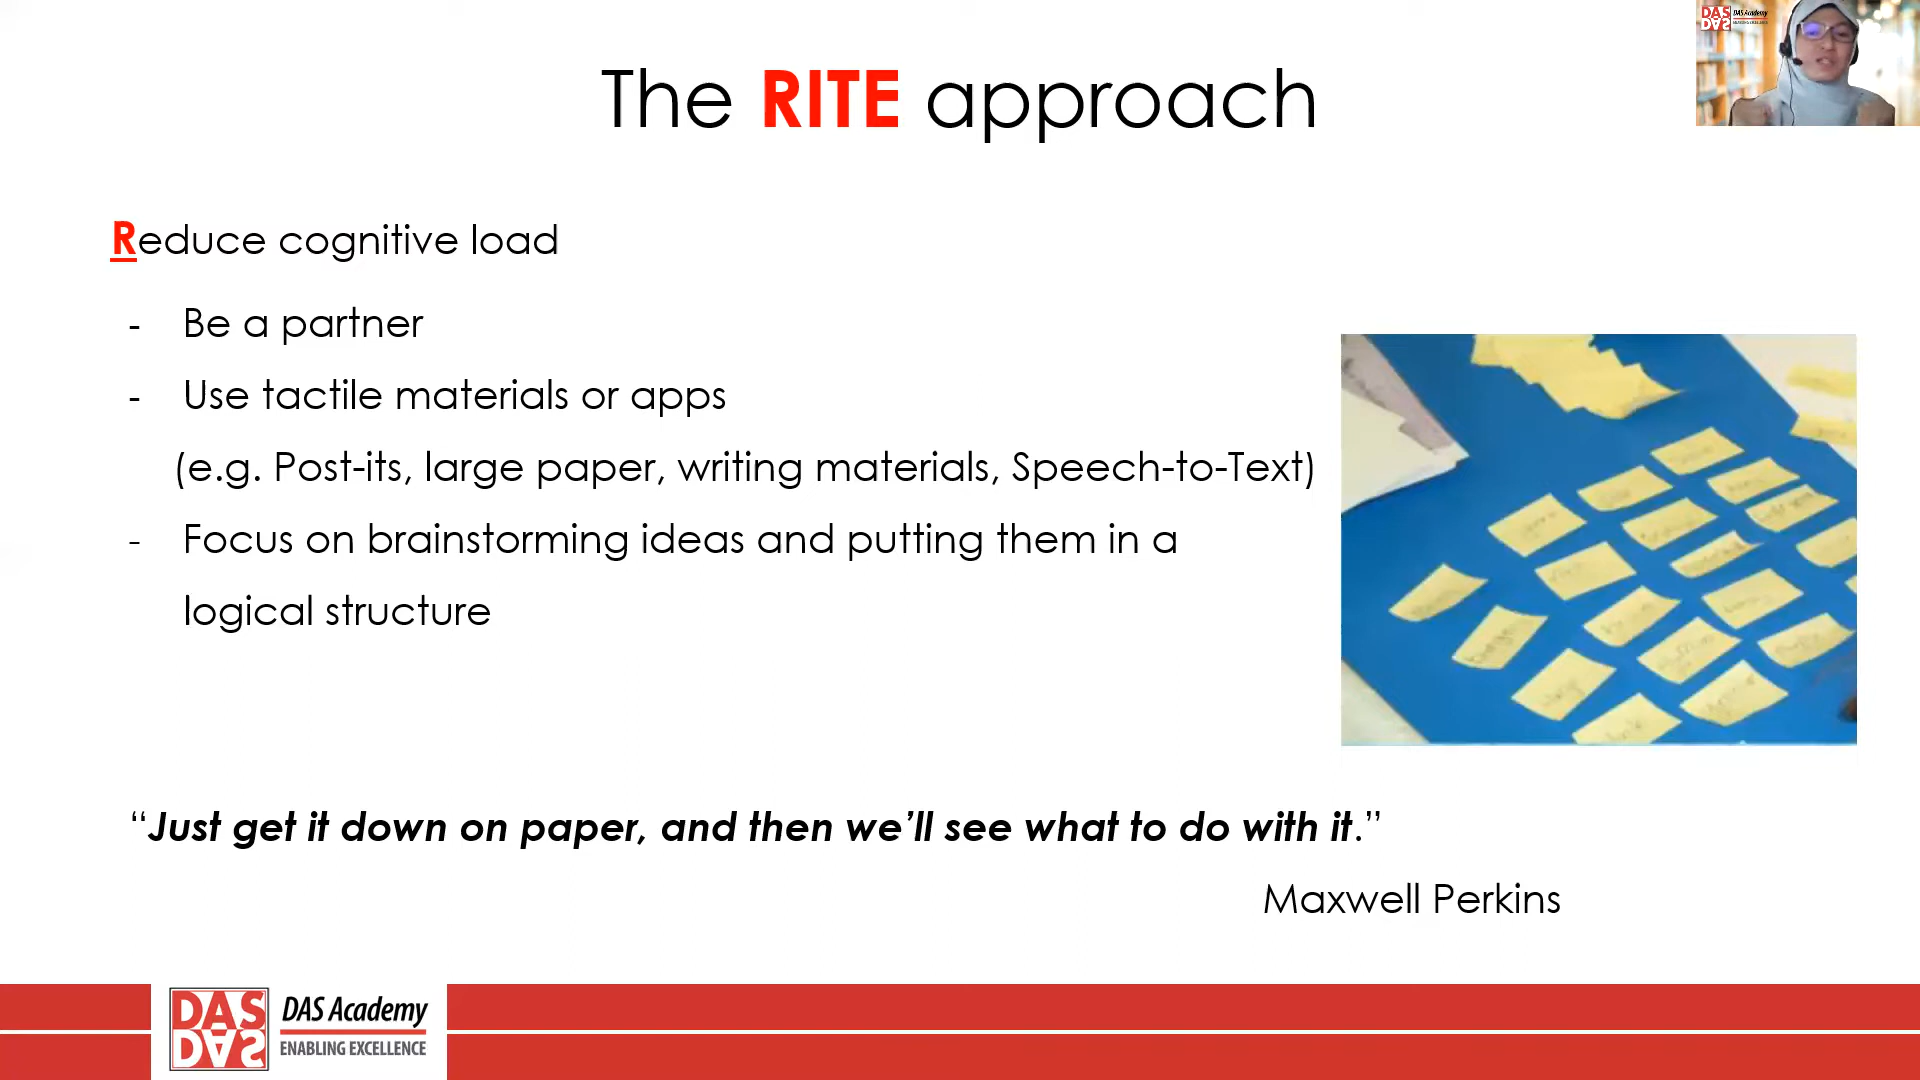 The RITE approach
DAS Academy
Reduce cognitive load
- Be a partner
- Use tactile materials or apps
(e.g. Post-its, large paper, writing materials, Speech-to-Text)
- Focus on brainstorming ideas and putting them in a
logical structure
“Just get it down on paper, and then we’ll see what to do with it.”
Maxwell Perkins
DAS
DAS
DAS Academy
ENABLING EXCELLENCE